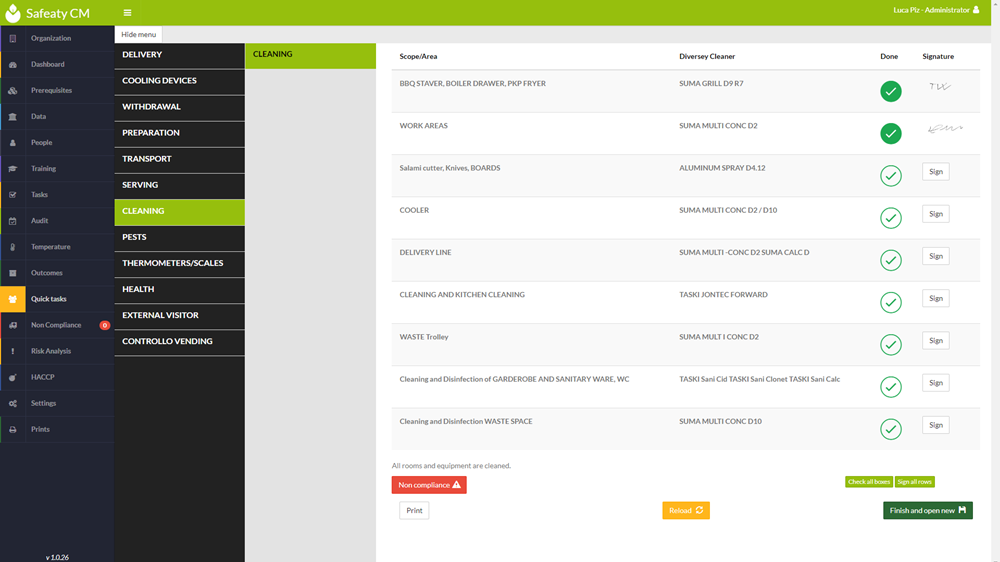 Safeaty CM
Luca Piz - Administrator
Organization
Dashboard
Prerequisites
Data
People
Training
Tasks
Audit
Temperature
Outcomes
Quick tasks
Non Compliance 0
Risk Analysis
HACCP
Settings
Prints
v 1.0.26
Hide menu
DELIVERY
COOLING DEVICES
WITHDRAWAL
PREPARATION
TRANSPORT
SERVING
CLEANING
PESTS
THERMOMETERS/SCALES
HEALTH
EXTERNAL VISITOR
CONTROLLO VENDING
CLEANING
Scope/Area Diversey Cleaner Done Signature
BBQ STAVER, BOILER DRAWER, PKP FRYER SUMA GRILL D9 R7
WORK AREAS SUMA MULTI CONC D2
Salami cutter, Knives, BOARDS ALUMINUM SPRAY D4.12 Sign
COOLER SUMA MULTI CONC D2 / D10 Sign
DELIVERY LINE SUMA MULTI -CONC D2 SUMA CALC D Sign
CLEANING AND KITCHEN CLEANING TASKI JONTEC FORWARD Sign
WASTE Trolley SUMA MULT I CONC D2 Sign
Cleaning and Disinfection of GARDEROBE AND SANITARY WARE, WC TASKI Sani Cid TASKI Sani Clonet TASKI Sani Calc Sign
Cleaning and Disinfection WASTE SPACE SUMA MULTI CONC D10 Sign
All rooms and equipment are cleaned.
Non compliance
Check all boxes Sign all rows
Print Reload Finish and open new